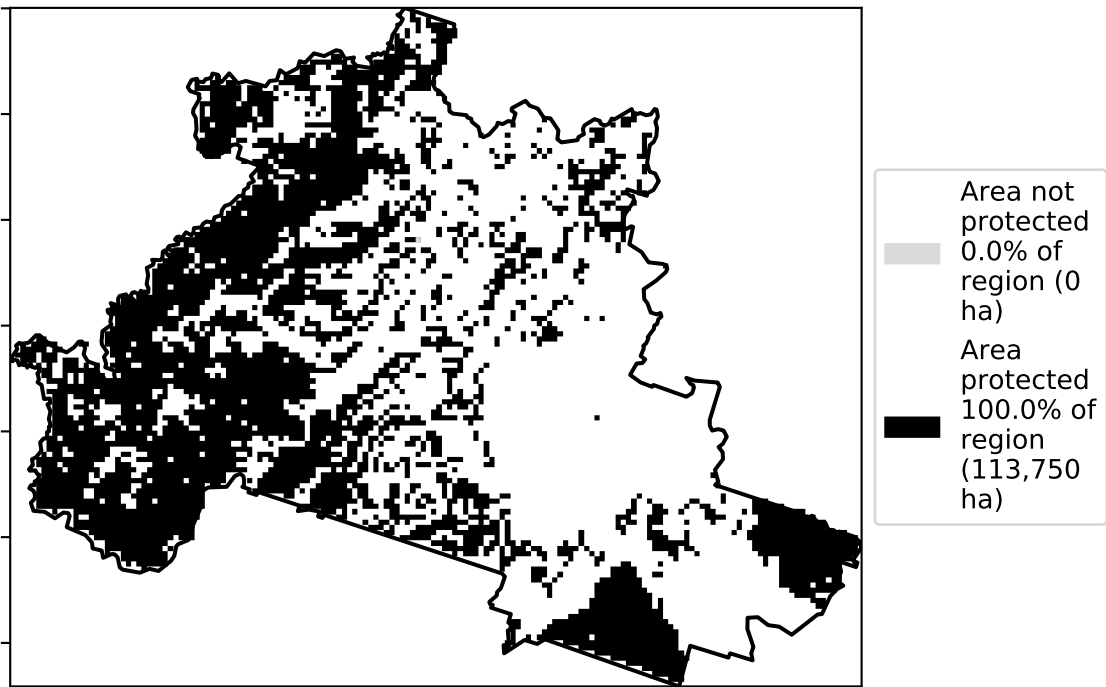 Area not
protected
0.0% of
region (0
ha)
Area
protected
100.0% of
region
(113,750
ha)